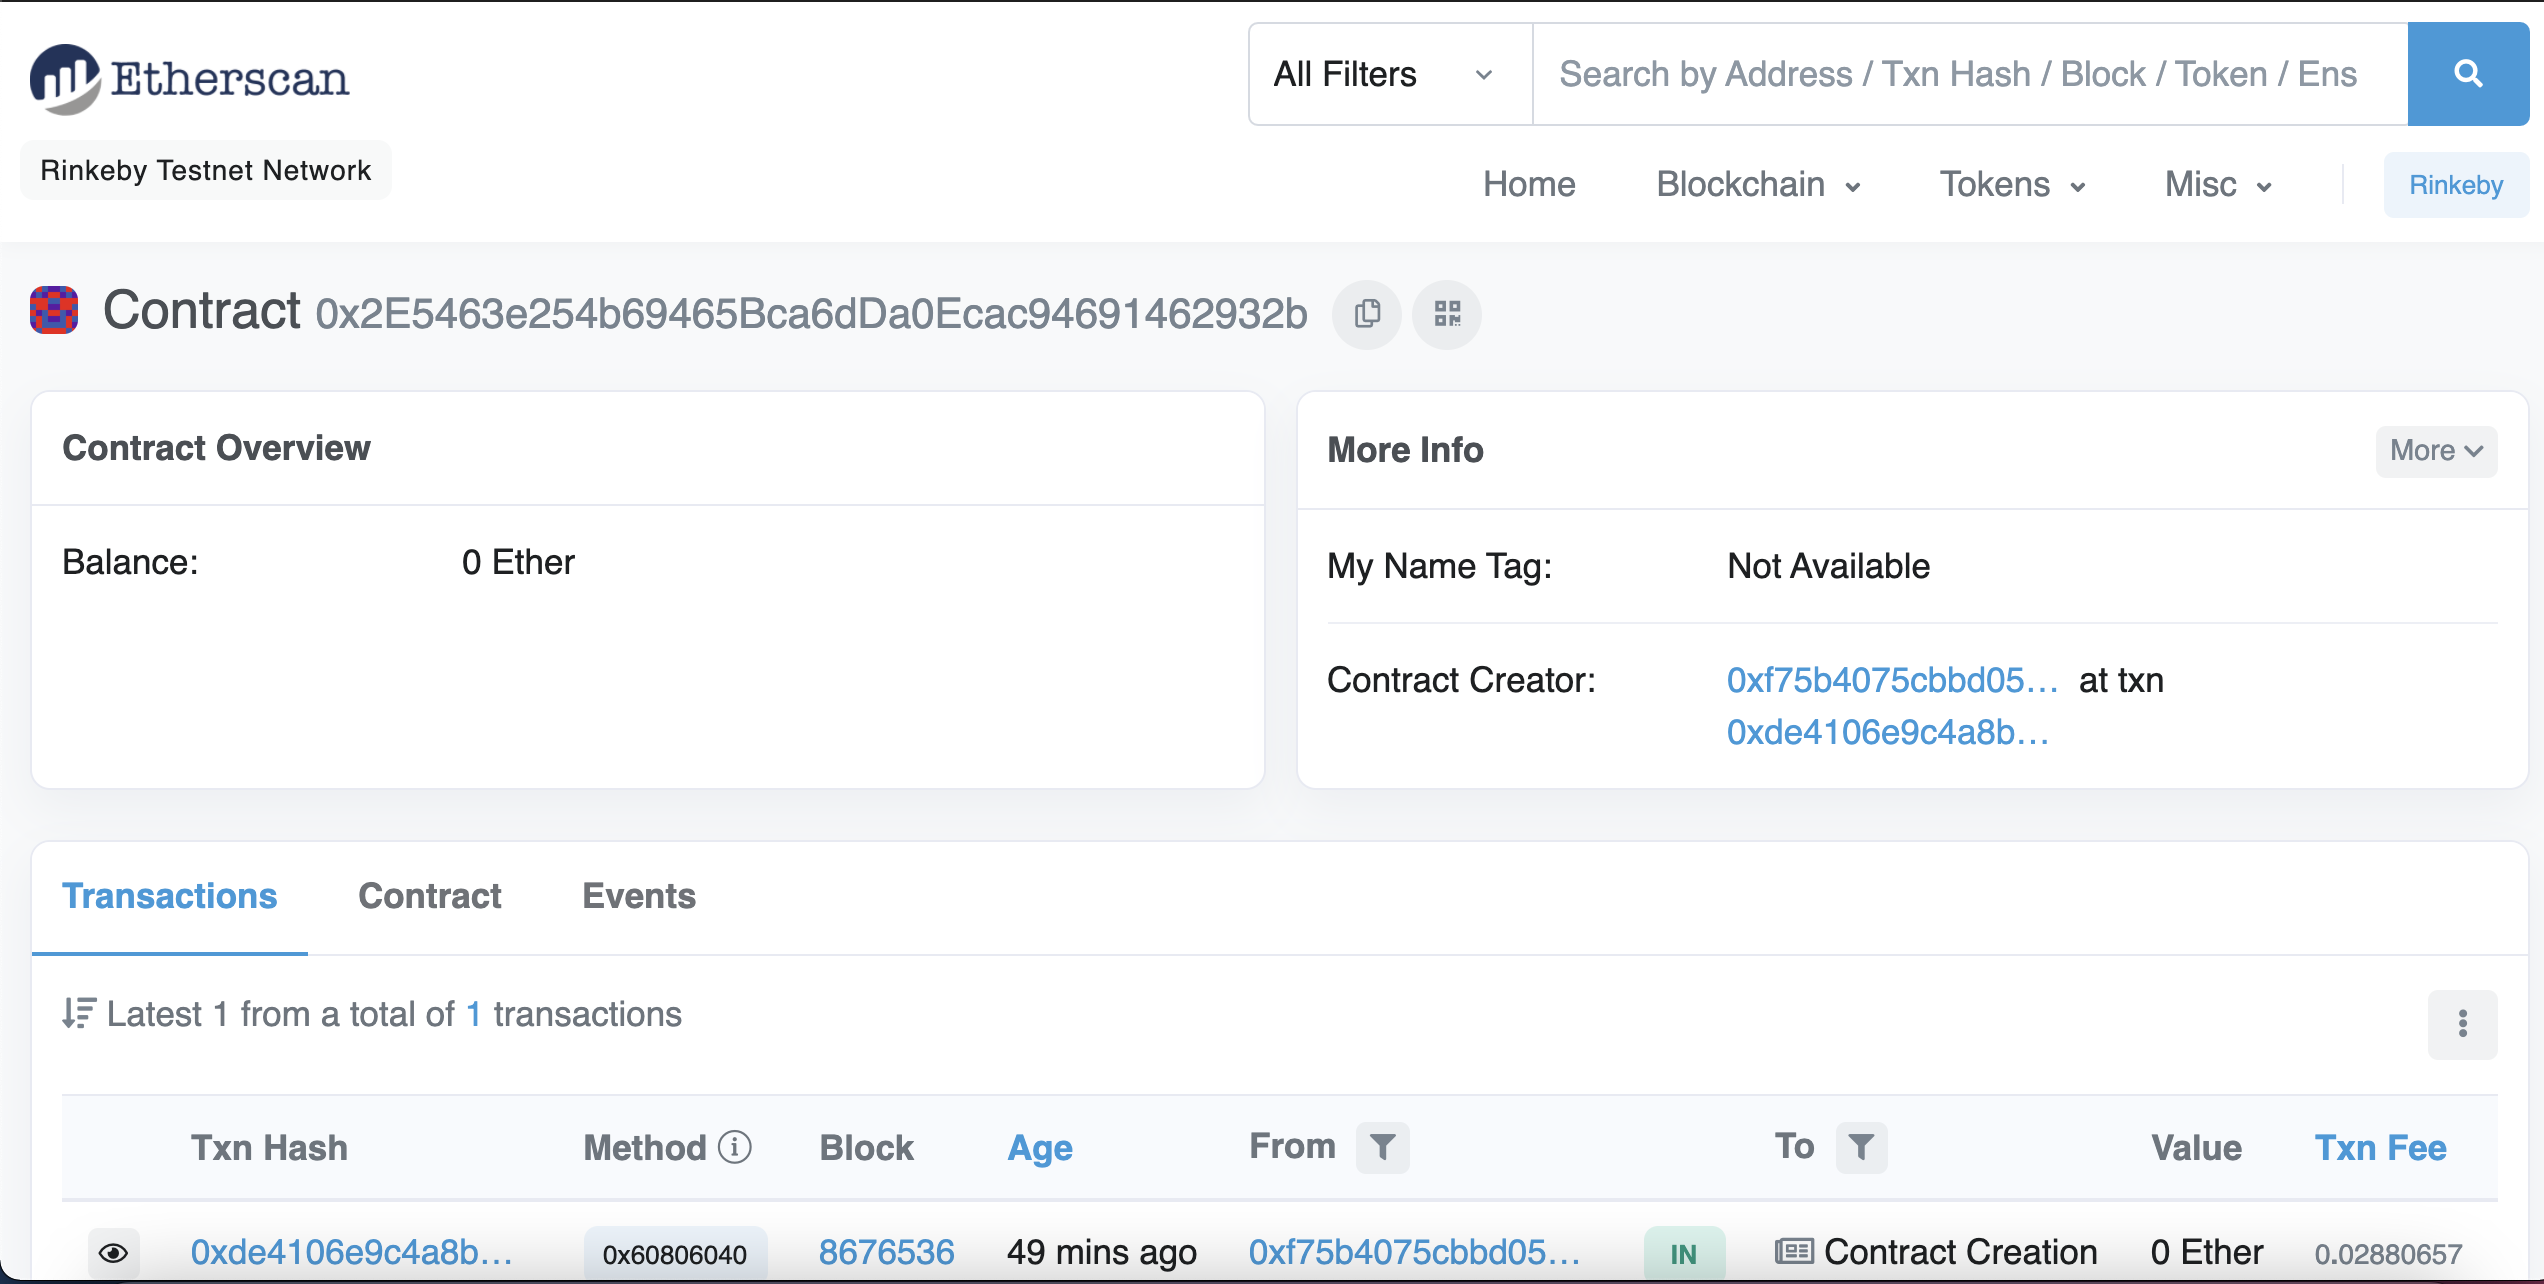 Etherscan
All Filters
Search by Address / Txn Hash / Block / Token / Ens
Rinkeby Testnet Network
Home Blockchain Tokens Misc Rinkeby
Contract 0x2E5463e254b69465Bca6dDa0Ecac94691462932b
Contract Overview
Balance: 0 Ether
More Info More
My Name Tag: Not Available
Contract Creator: 0xf75b4075cbbd05... at txn
0xde4106e9c4a8b...
Transactions Contract Events
Latest 1 from a total of 1 transactions
Txn Hash Method Block Age From To Value Txn Fee
0xde4106e9c4a8b... 0x60806040 8676536 49 mins ago 0xf75b4075cbbd05... IN Contract Creation 0 Ether 0.02880657